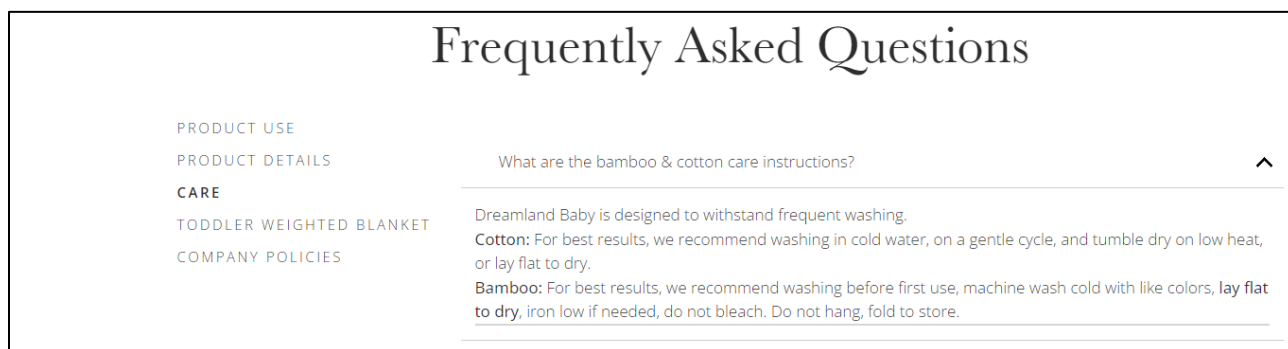 Frequently Asked Questions
PRODUCT USE
PRODUCT DETAILS
CARE
TODDLER WEIGHTED BLANKET
COMPANY POLICIES
What are the bamboo & cotton care instructions?
Dreamland Baby is designed to withstand frequent washing.
Cotton: For best results, we recommend washing in cold water, on a gentle cycle, and tumble dry on low heat,
or lay flat to dry.
Bamboo: For best results, we recommend washing before first use, machine wash cold with like colors, lay flat
to dry, iron low if needed, do not bleach. Do not hang, fold to store.